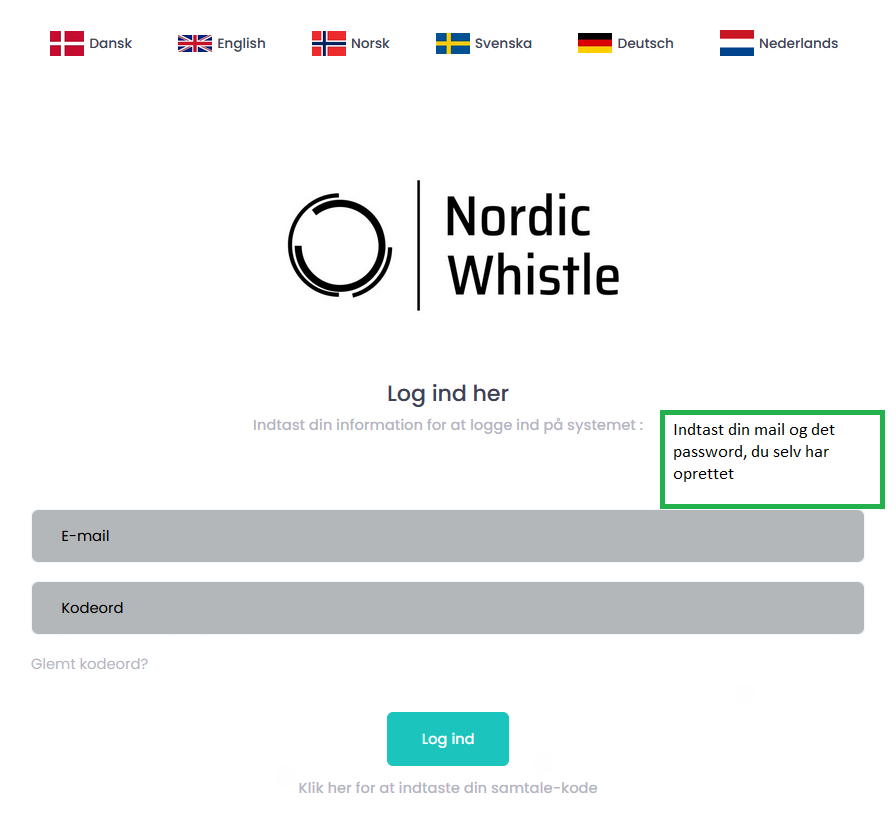 Dansk English Norsk Svenska Deutsch Nederlands
Nordic
Whistle
Log ind her
Indtast din information for at logge ind på systemet :
Indtast din mail og det
password, du selv har
oprettet
E-mail
Kodeord
Glemt kodeord?
Log ind
Klik her for at indtaste din samtale-kode